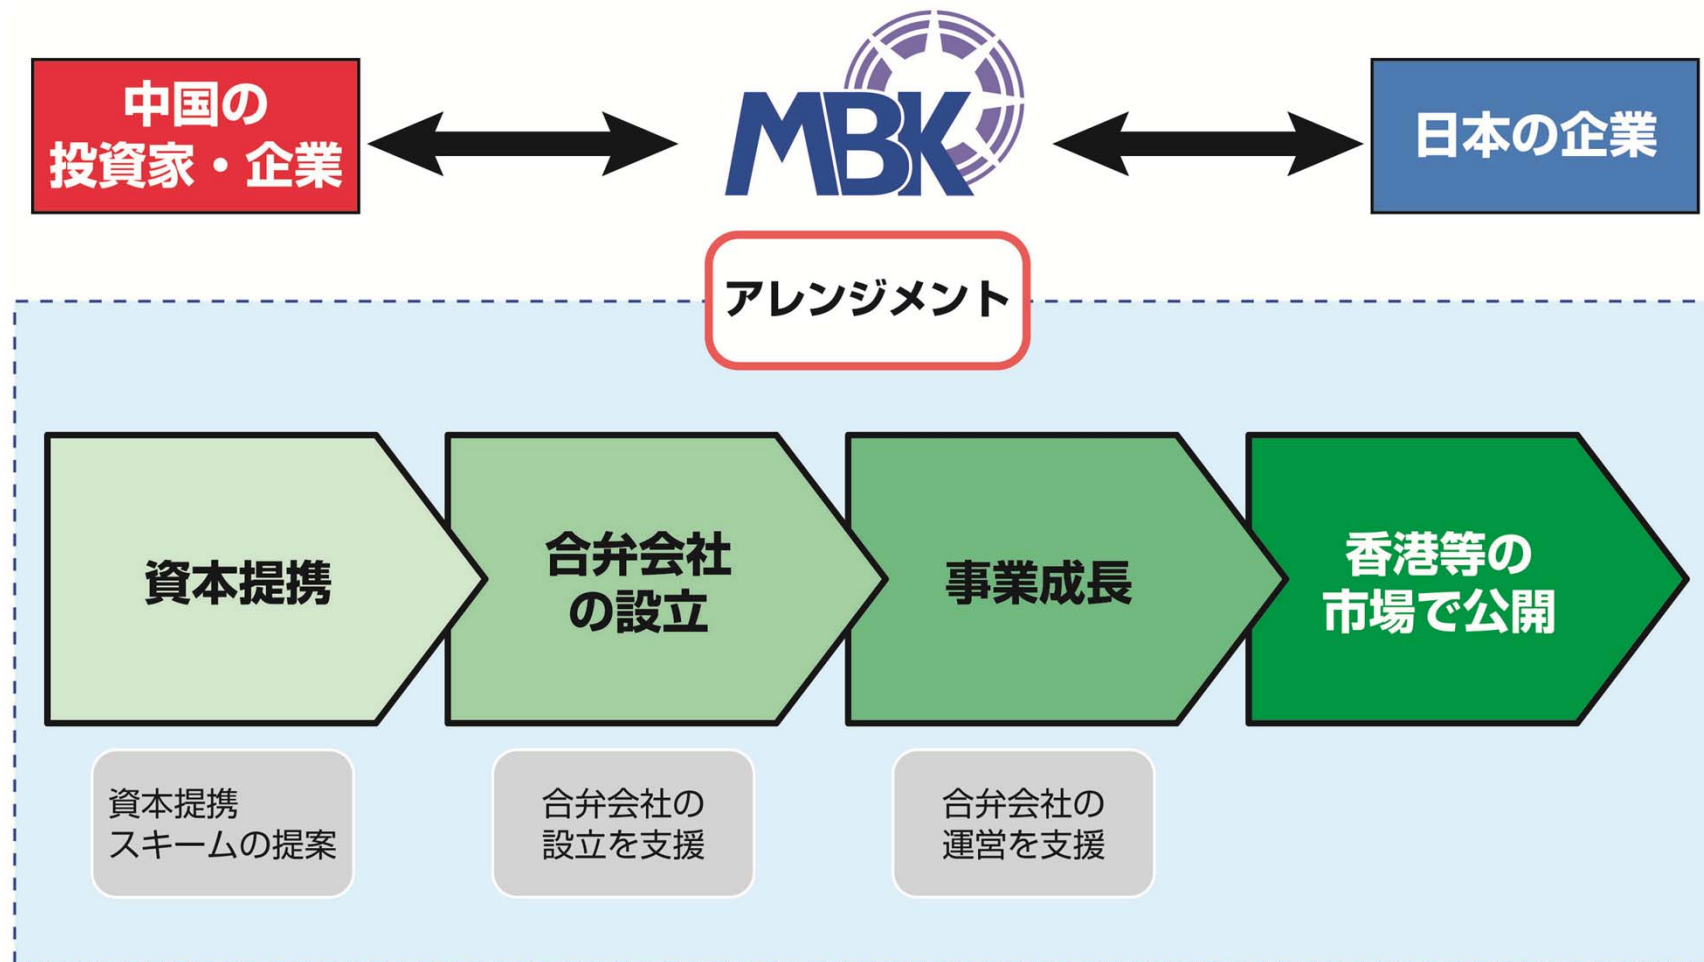 中国の
投資家・企業
MBK
日本の企業
アレンジメント
資本提携
合弁会社
の設立
事業成長
香港等の
市場で公開
資本提携
スキームの提案
合弁会社の
設立を支援
合弁会社の
運営を支援